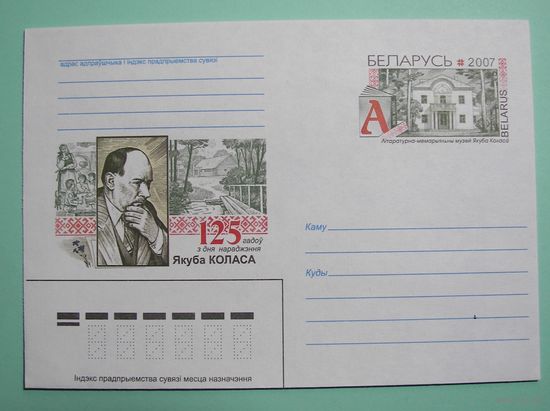 адрас адпраўшчыка і індэкс прадпрыемства сувязі
БЕЛАРУСЬ # 2007
А
BELARUS
Літаратурна-мемарыяльны музей Якуба Коласа
125 гадоў
з дня нараджэння
Якуба КОЛАСА
Каму
Куды
Індэкс прадпрыемства сувязі месца назначэння